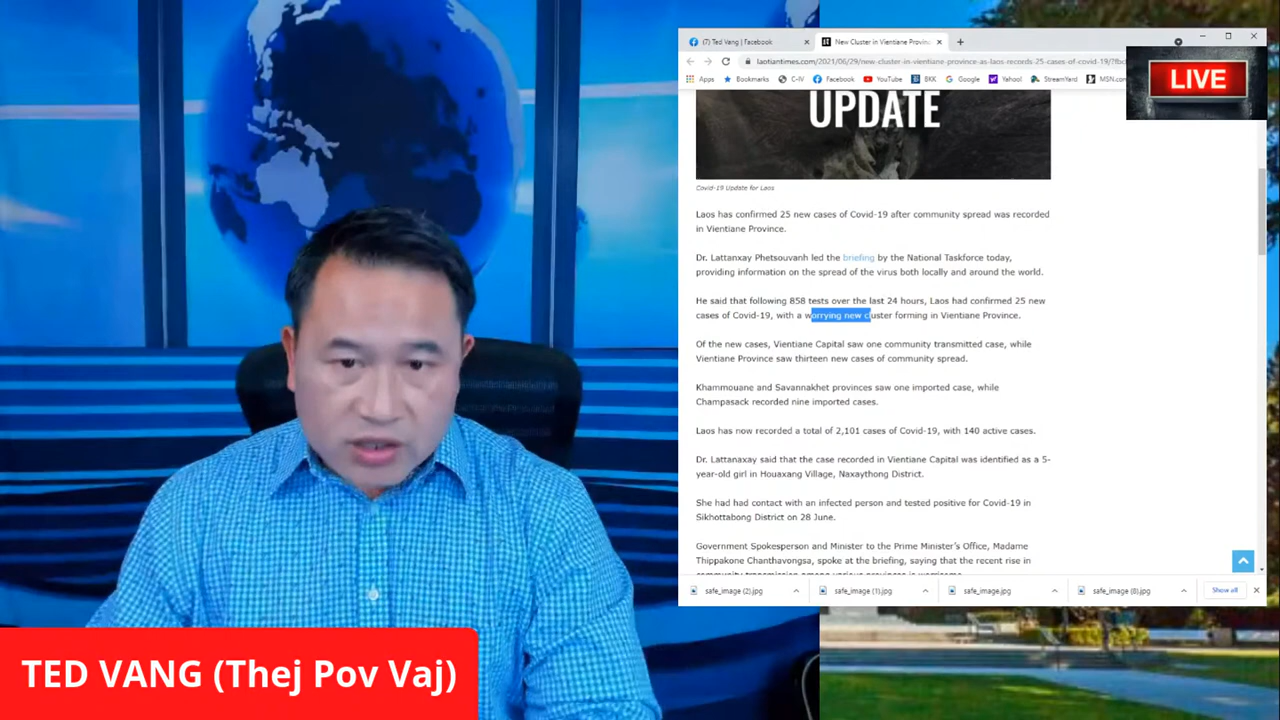 (7) Ted Vang | Facebook
New Cluster in Vientiane Provin
laotiantimes.com/2021/06/29/new-cluster-in-vientiane-province-as-laos-records-25-cases-of-covid-19/?fbc
Apps Bookmarks C-IV Facebook YouTube BKK Google Yahoo! StreamYard MSN.com
LIVE
UPDATE
Covid-19 Update for Laos
Laos has confirmed 25 new cases of Covid-19 after community spread was recorded
in Vientiane Province.
Dr. Lattanxay Phetsouvanh led the briefing by the National Taskforce today,
providing information on the spread of the virus both locally and around the world.
He said that following 858 tests over the last 24 hours, Laos had confirmed 25 new
cases of Covid-19, with a worrying new cluster forming in Vientiane Province.
Of the new cases, Vientiane Capital saw one community transmitted case, while
Vientiane Province saw thirteen new cases of community spread.
Khammouane and Savannakhet provinces saw one imported case, while
Champasack recorded nine imported cases.
Laos has now recorded a total of 2,101 cases of Covid-19, with 140 active cases.
Dr. Lattanaxay said that the case recorded in Vientiane Capital was identified as a 5-
year-old girl in Houaxang Village, Naxaythong District.
She had had contact with an infected person and tested positive for Covid-19 in
Sikhottabong District on 28 June.
Government Spokesperson and Minister to the Prime Minister's Office, Madame
Thippakone Chanthavongsa, spoke at the briefing, saying that the recent rise in
community transmission among various provinces is worrisome.
safe_image (2).jpg
safe_image (1).jpg
safe_image.jpg
safe_image (8).jpg
Show all
TED VANG (Thej Pov Vaj)